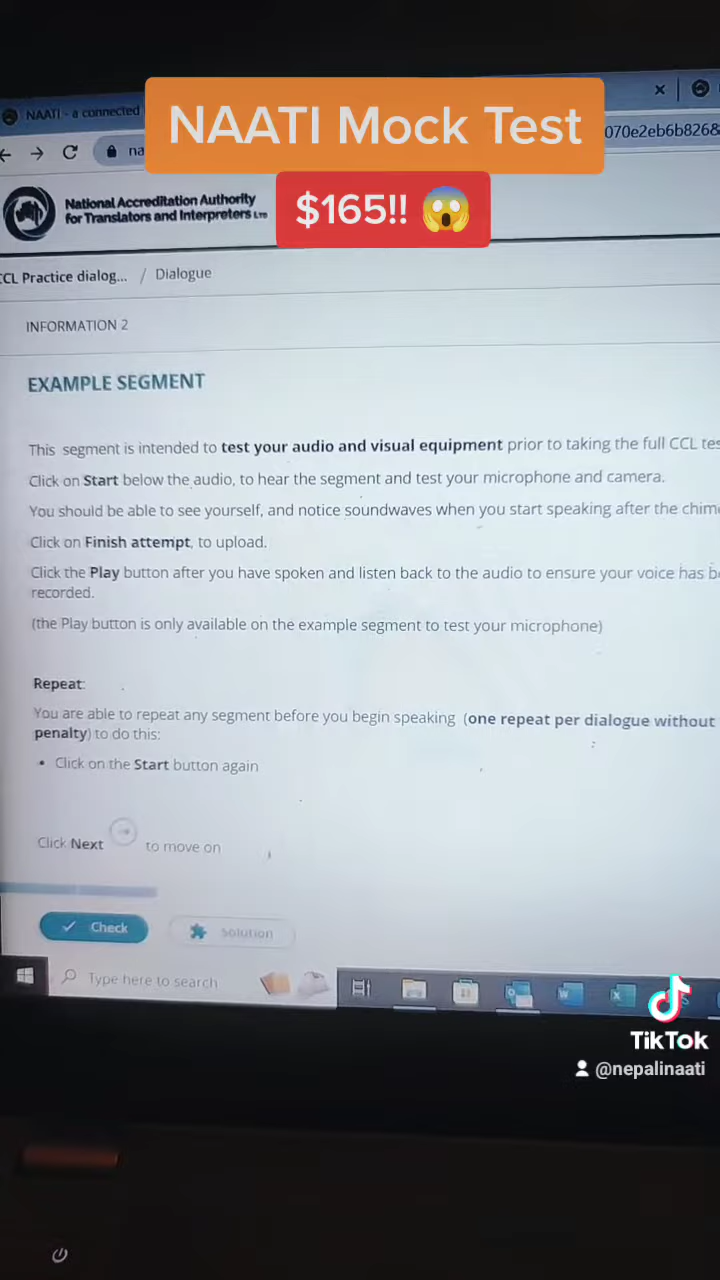 NAATI - a connected
NAATI Mock Test
070e2eb6b826&
na
National Accreditation Authority
for Translators and Interpreters LTD
$165!! 😱
CCL Practice dialog... / Dialogue
INFORMATION 2
EXAMPLE SEGMENT
This segment is intended to test your audio and visual equipment prior to taking the full CCL tes
Click on Start below the audio, to hear the segment and test your microphone and camera.
You should be able to see yourself, and notice soundwaves when you start speaking after the chim
Click on Finish attempt, to upload.
Click the Play button after you have spoken and listen back to the audio to ensure your voice has b
recorded.
(the Play button is only available on the example segment to test your microphone)
Repeat:
You are able to repeat any segment before you begin speaking (one repeat per dialogue without
penalty) to do this:
• Click on the Start button again
Click Next to move on
Check
Solution
Type here to search
TikTok
@nepalinaati